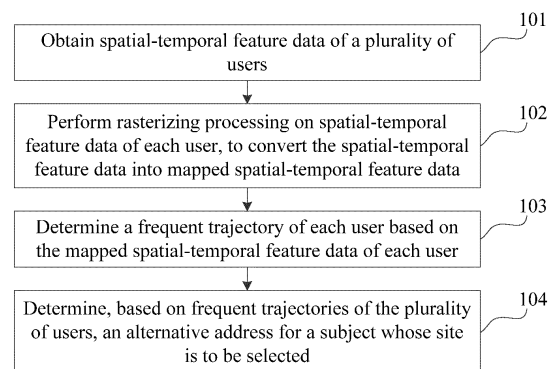 101
Obtain spatial-temporal feature data of a plurality of
users
102
Perform rasterizing processing on spatial-temporal
feature data of each user, to convert the spatial-temporal
feature data into mapped spatial-temporal feature data
103
Determine a frequent trajectory of each user based on
the mapped spatial-temporal feature data of each user
104
Determine, based on frequent trajectories of the plurality
of users, an alternative address for a subject whose site
is to be selected